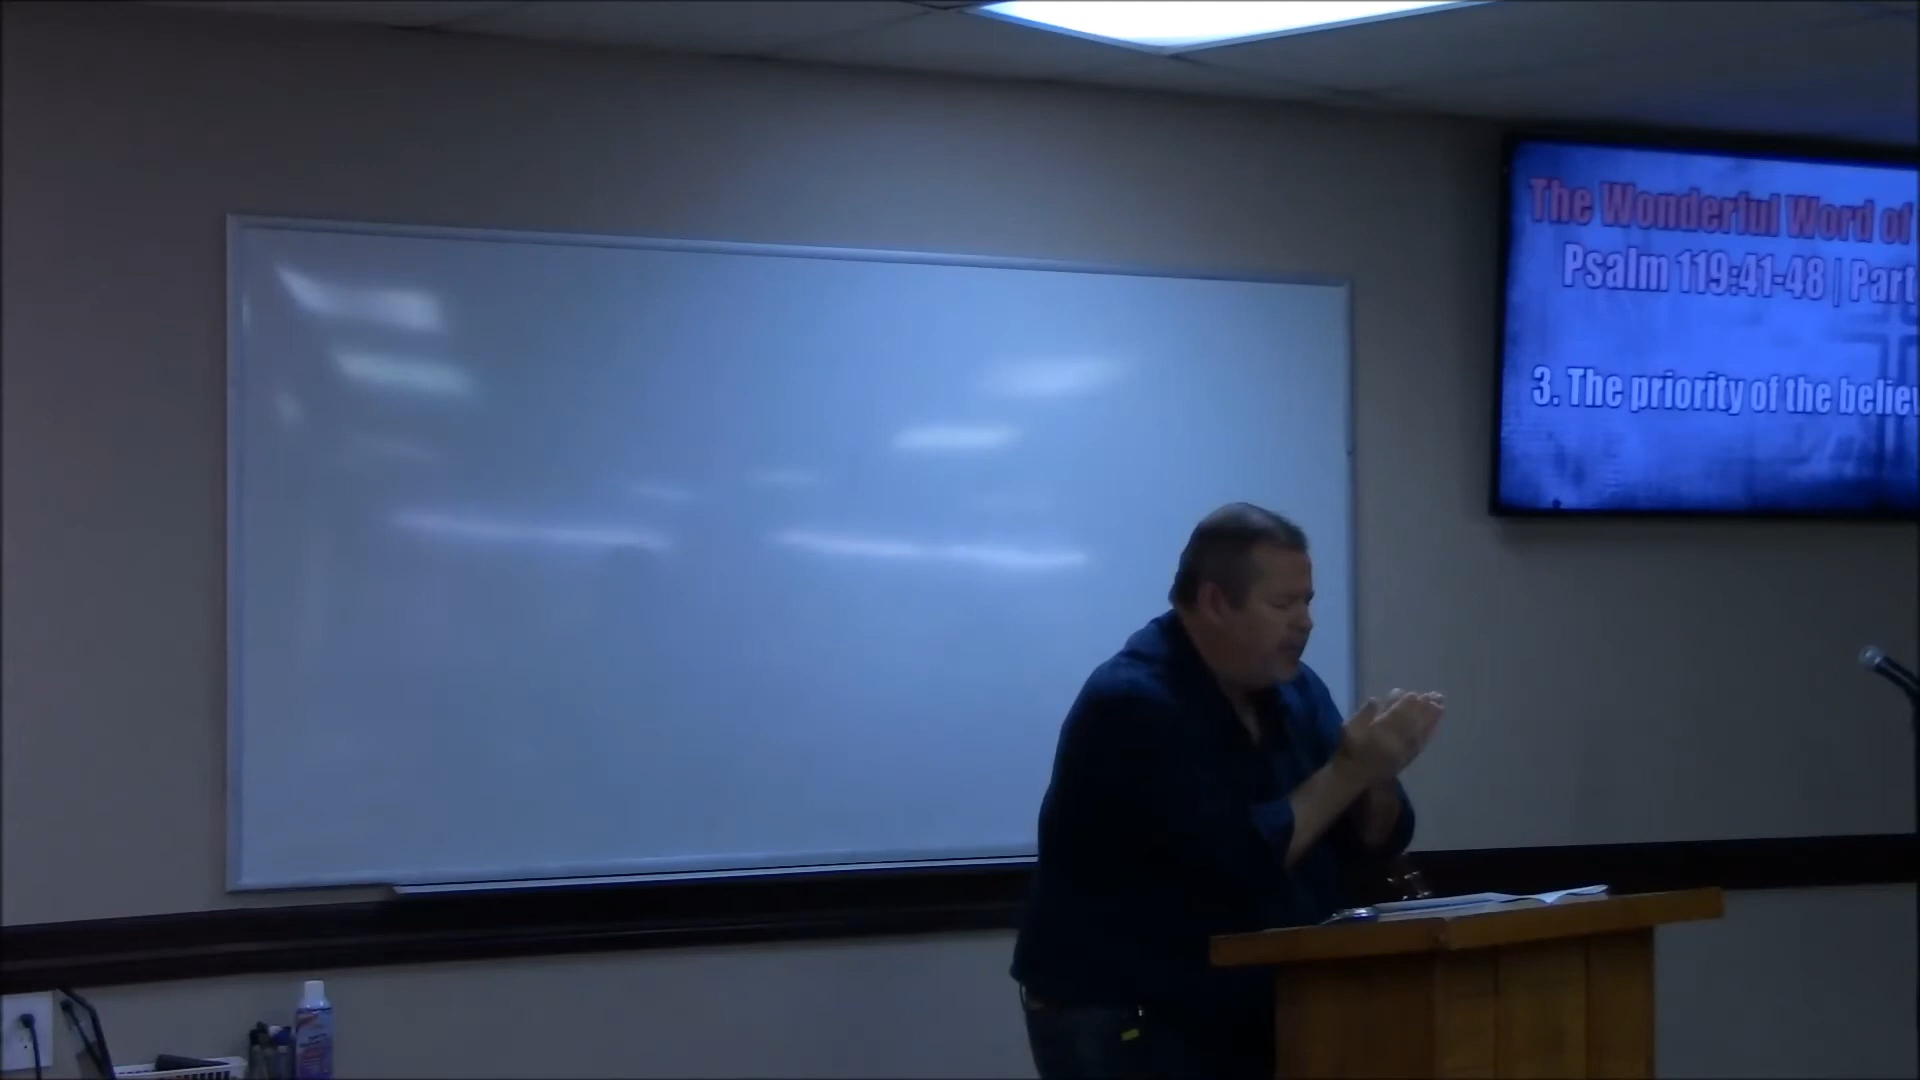 The Wonderful Word of
Psalm 119:41-48 | Part
3. The priority of the believ